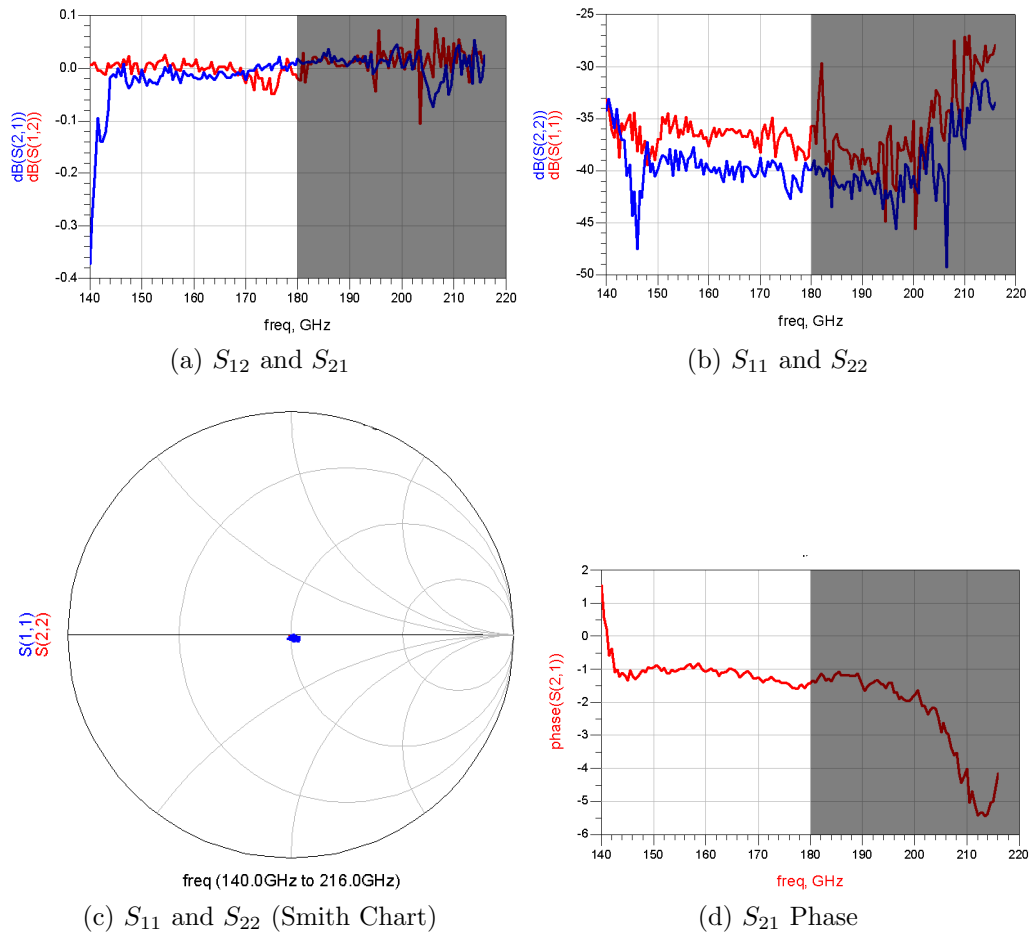 0.1
0.0
-0.1
-0.2
-0.3
-0.4
dB(S(2,1))
dB(S(1,2))
140 150 160 170 180 190 200 210 220
freq, GHz
(a) S12 and S21
-25
-30
-35
-40
-45
-50
dB(S(2,2))
dB(S(1,1))
140 150 160 170 180 190 200 210 220
freq, GHz
(b) S11 and S22
S(1,1)
S(2,2)
freq (140.0GHz to 216.0GHz)
(c) S11 and S22 (Smith Chart)
2
1
0
-1
-2
-3
-4
-5
-6
phase(S(2,1))
140 150 160 170 180 190 200 210 220
freq, GHz
(d) S21 Phase